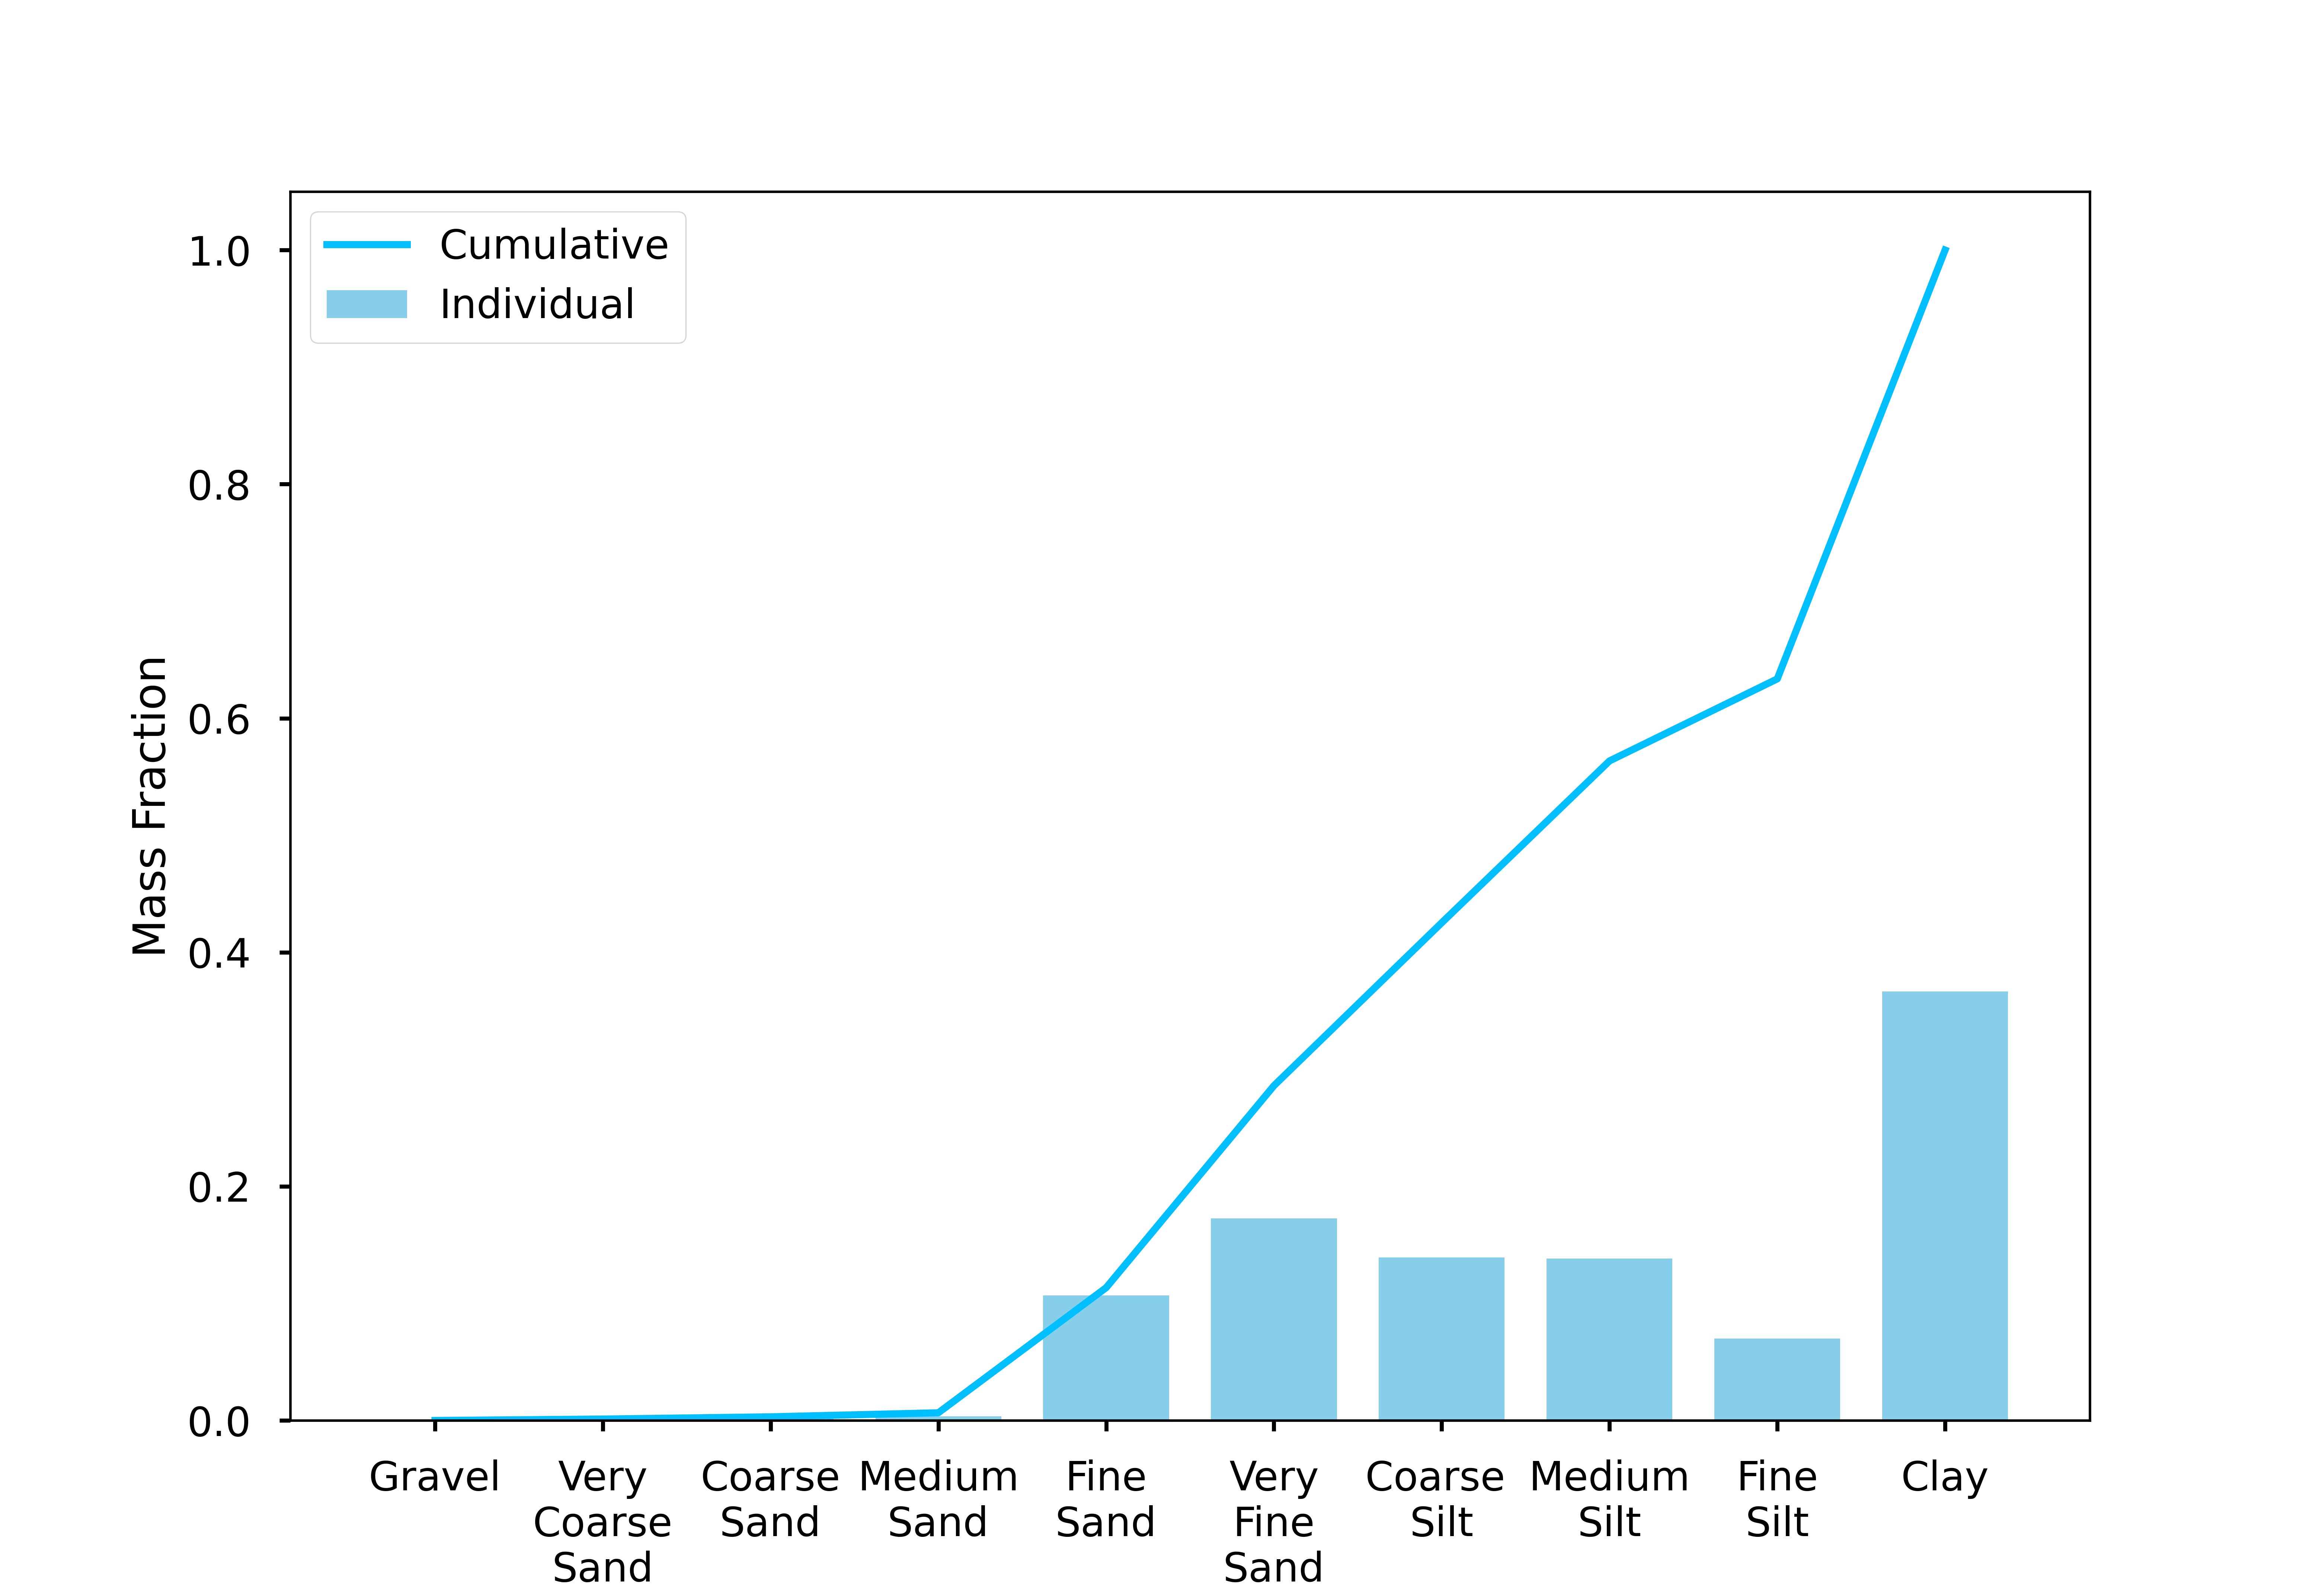 Cumulative
Individual
1.0
0.8
0.6
0.4
0.2
0.0
Mass Fraction
Gravel
Very
Coarse
Sand
Coarse
Sand
Medium
Sand
Fine
Sand
Very
Fine
Sand
Coarse
Silt
Medium
Silt
Fine
Silt
Clay